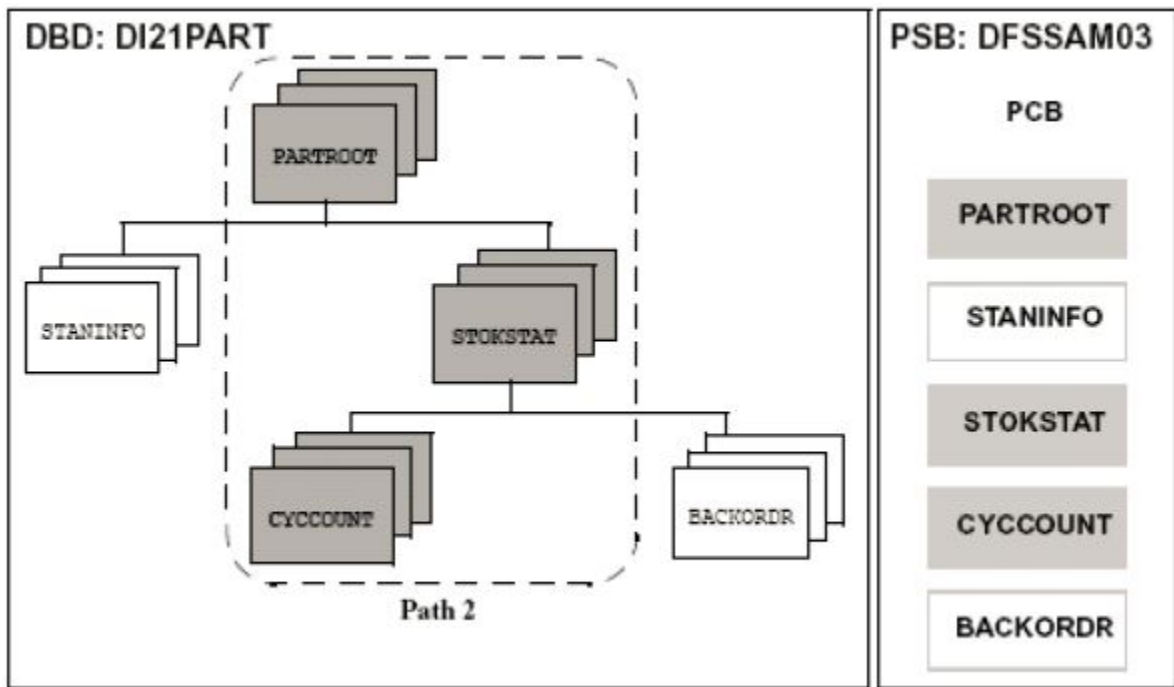 DBD: DI21PART
PARTROOT
STANINFO
STOKSTAT
CYCCOUNT
BACKORDR
Path 2
PSB: DFSSAM03
PCB
PARTROOT
STANINFO
STOKSTAT
CYCCOUNT
BACKORDR